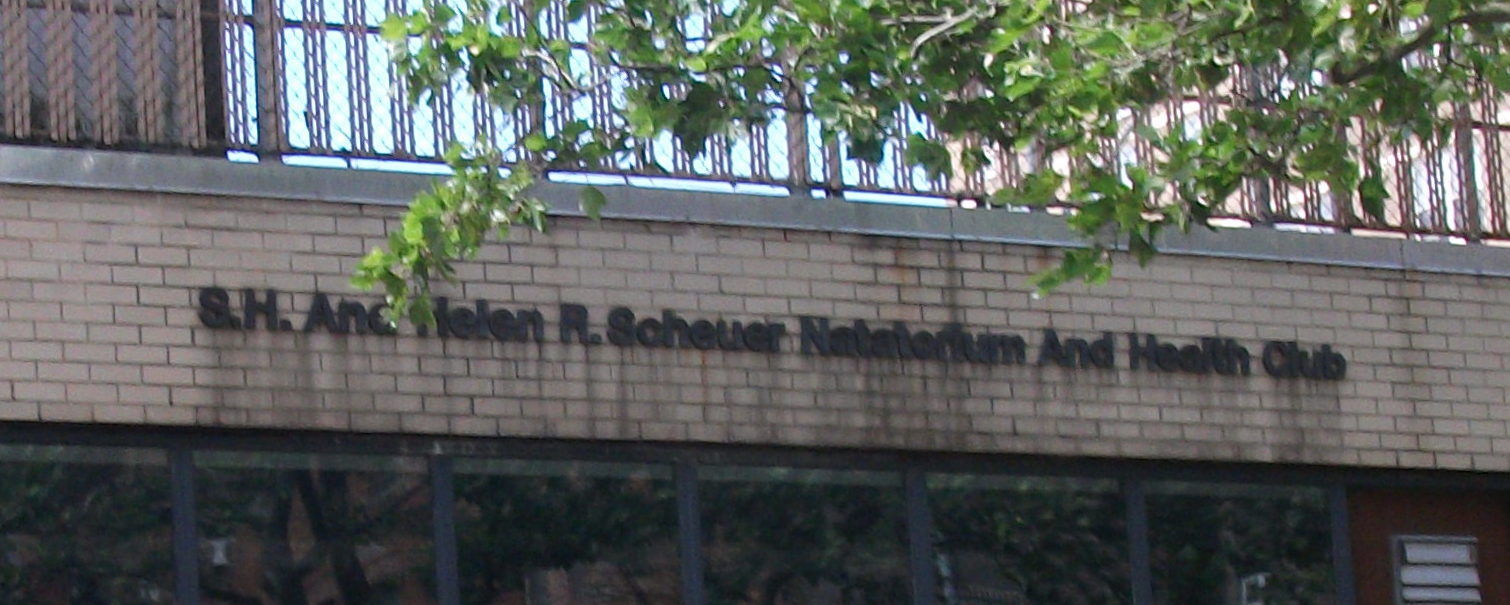 S.H. And Helen R. Scheuer Natatorium And Health Club